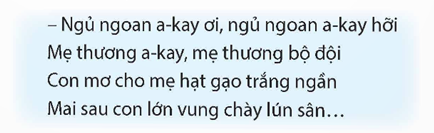 – Ngủ ngoan a-kay ơi, ngủ ngoan a-kay hỡi
Mẹ thương a-kay, mẹ thương bộ đội
Con mơ cho mẹ hạt gạo trắng ngần
Mai sau con lớn vung chày lún sân...